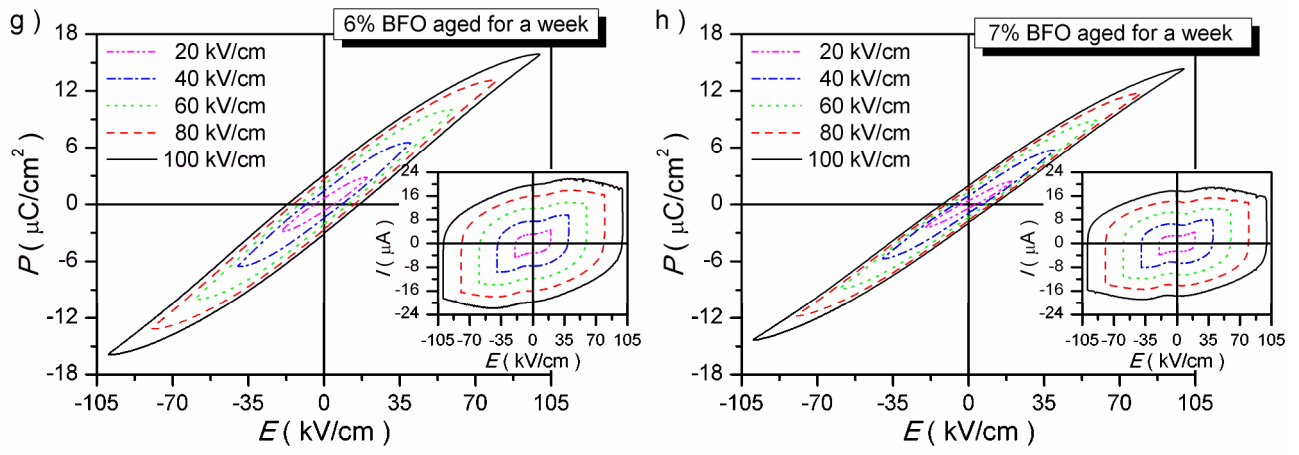 g ) 6% BFO aged for a week
20 kV/cm
40 kV/cm
60 kV/cm
80 kV/cm
100 kV/cm
P ( μC/cm²)
18
12
6
0
-6
-12
-18
-105 -70 -35 0 35 70 105
E ( kV/cm)
I ( μA)
24
16
8
0
-8
-16
-24
-105 -70 -35 0 35 70 105
E ( kV/cm)
h ) 7% BFO aged for a week
20 kV/cm
40 kV/cm
60 kV/cm
80 kV/cm
100 kV/cm
P ( μC/cm²)
18
12
6
0
-6
-12
-18
-105 -70 -35 0 35 70 105
E ( kV/cm)
I ( μA)
24
16
8
0
-8
-16
-24
-105 -70 -35 0 35 70 105
E ( kV/cm)